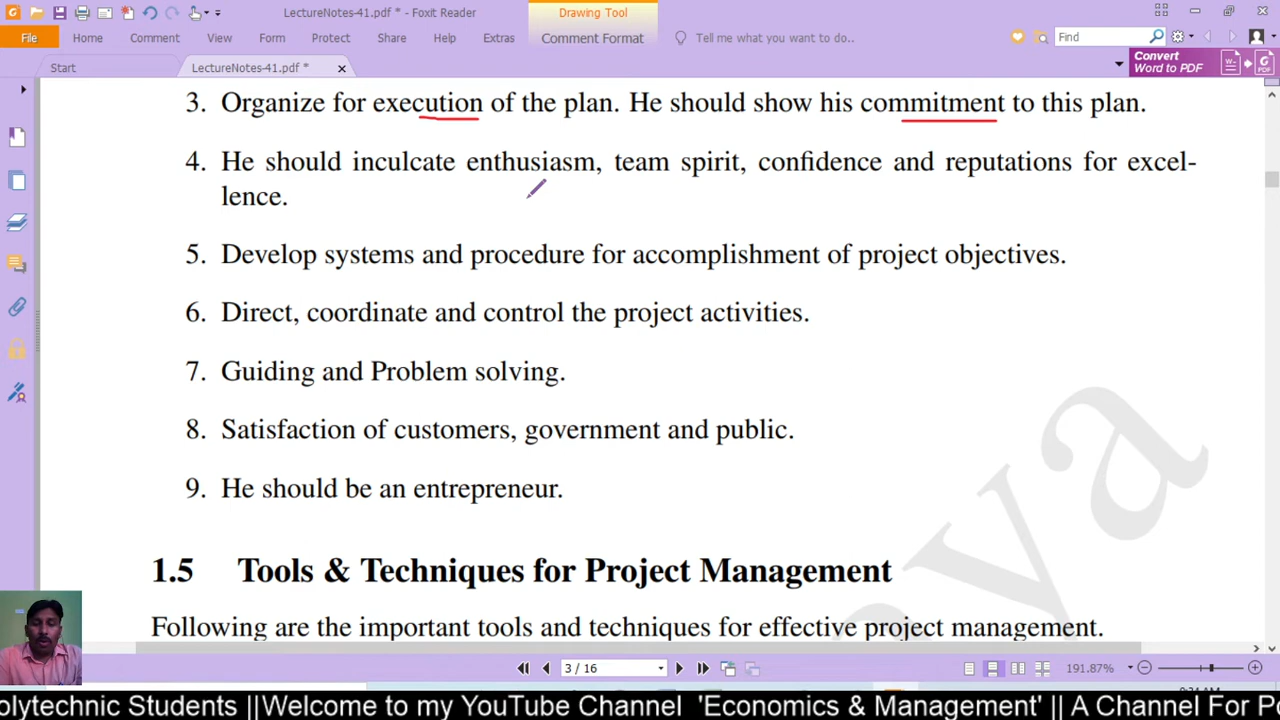 LectureNotes-41.pdf * - Foxit Reader
Drawing Tool
File Home Comment View Form Protect Share Help Extras Comment Format Tell me what you want to do.. Find
Start LectureNotes-41.pdf * Convert Word to PDF
3. Organize for execution of the plan. He should show his commitment to this plan.
4. He should inculcate enthusiasm, team spirit, confidence and reputations for excel-
lence.
5. Develop systems and procedure for accomplishment of project objectives.
6. Direct, coordinate and control the project activities.
7. Guiding and Problem solving.
8. Satisfaction of customers, government and public.
9. He should be an entrepreneur.
1.5 Tools & Techniques for Project Management
Following are the important tools and techniques for effective project management.
3 / 16 191.87%
olytechnic Students ||Welcome to my YouTube Channel 'Economics & Management' || A Channel For Po